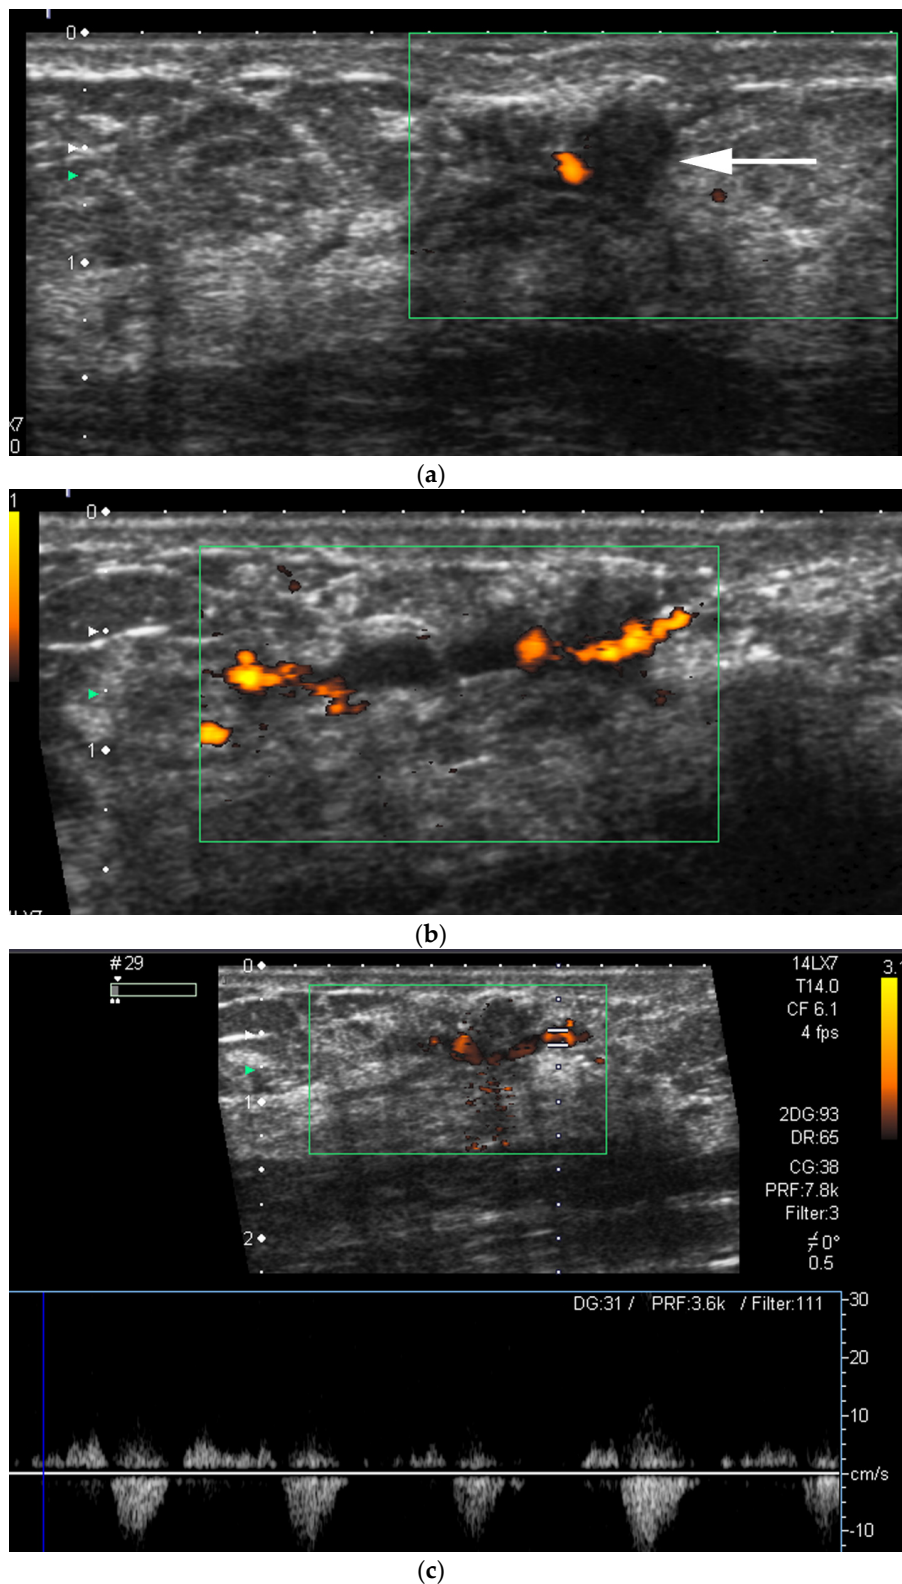 0
1
X7
0
(a)
1
0
1
(b)
#29
0
1
2
14LX7
T14.0
CF 6.1
4 fps
2DG:93
DR:65
CG:38
PRF:7.8k
Filter:3
0°
0.5
DG:31 / PRF:3.6k / Filter:111
30
20
10
cm/s
-10
(c)